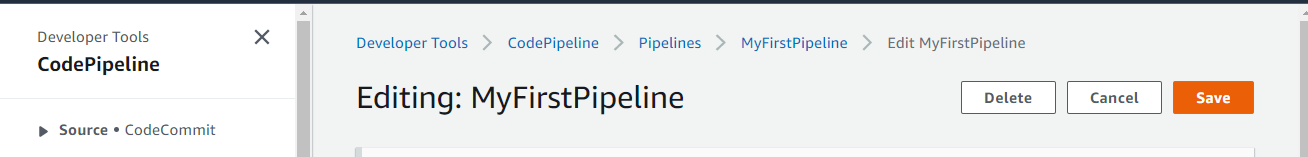 Developer Tools
CodePipeline
Source • CodeCommit
Developer Tools > CodePipeline > Pipelines > MyFirstPipeline > Edit MyFirstPipeline
Editing: MyFirstPipeline
Delete Cancel Save